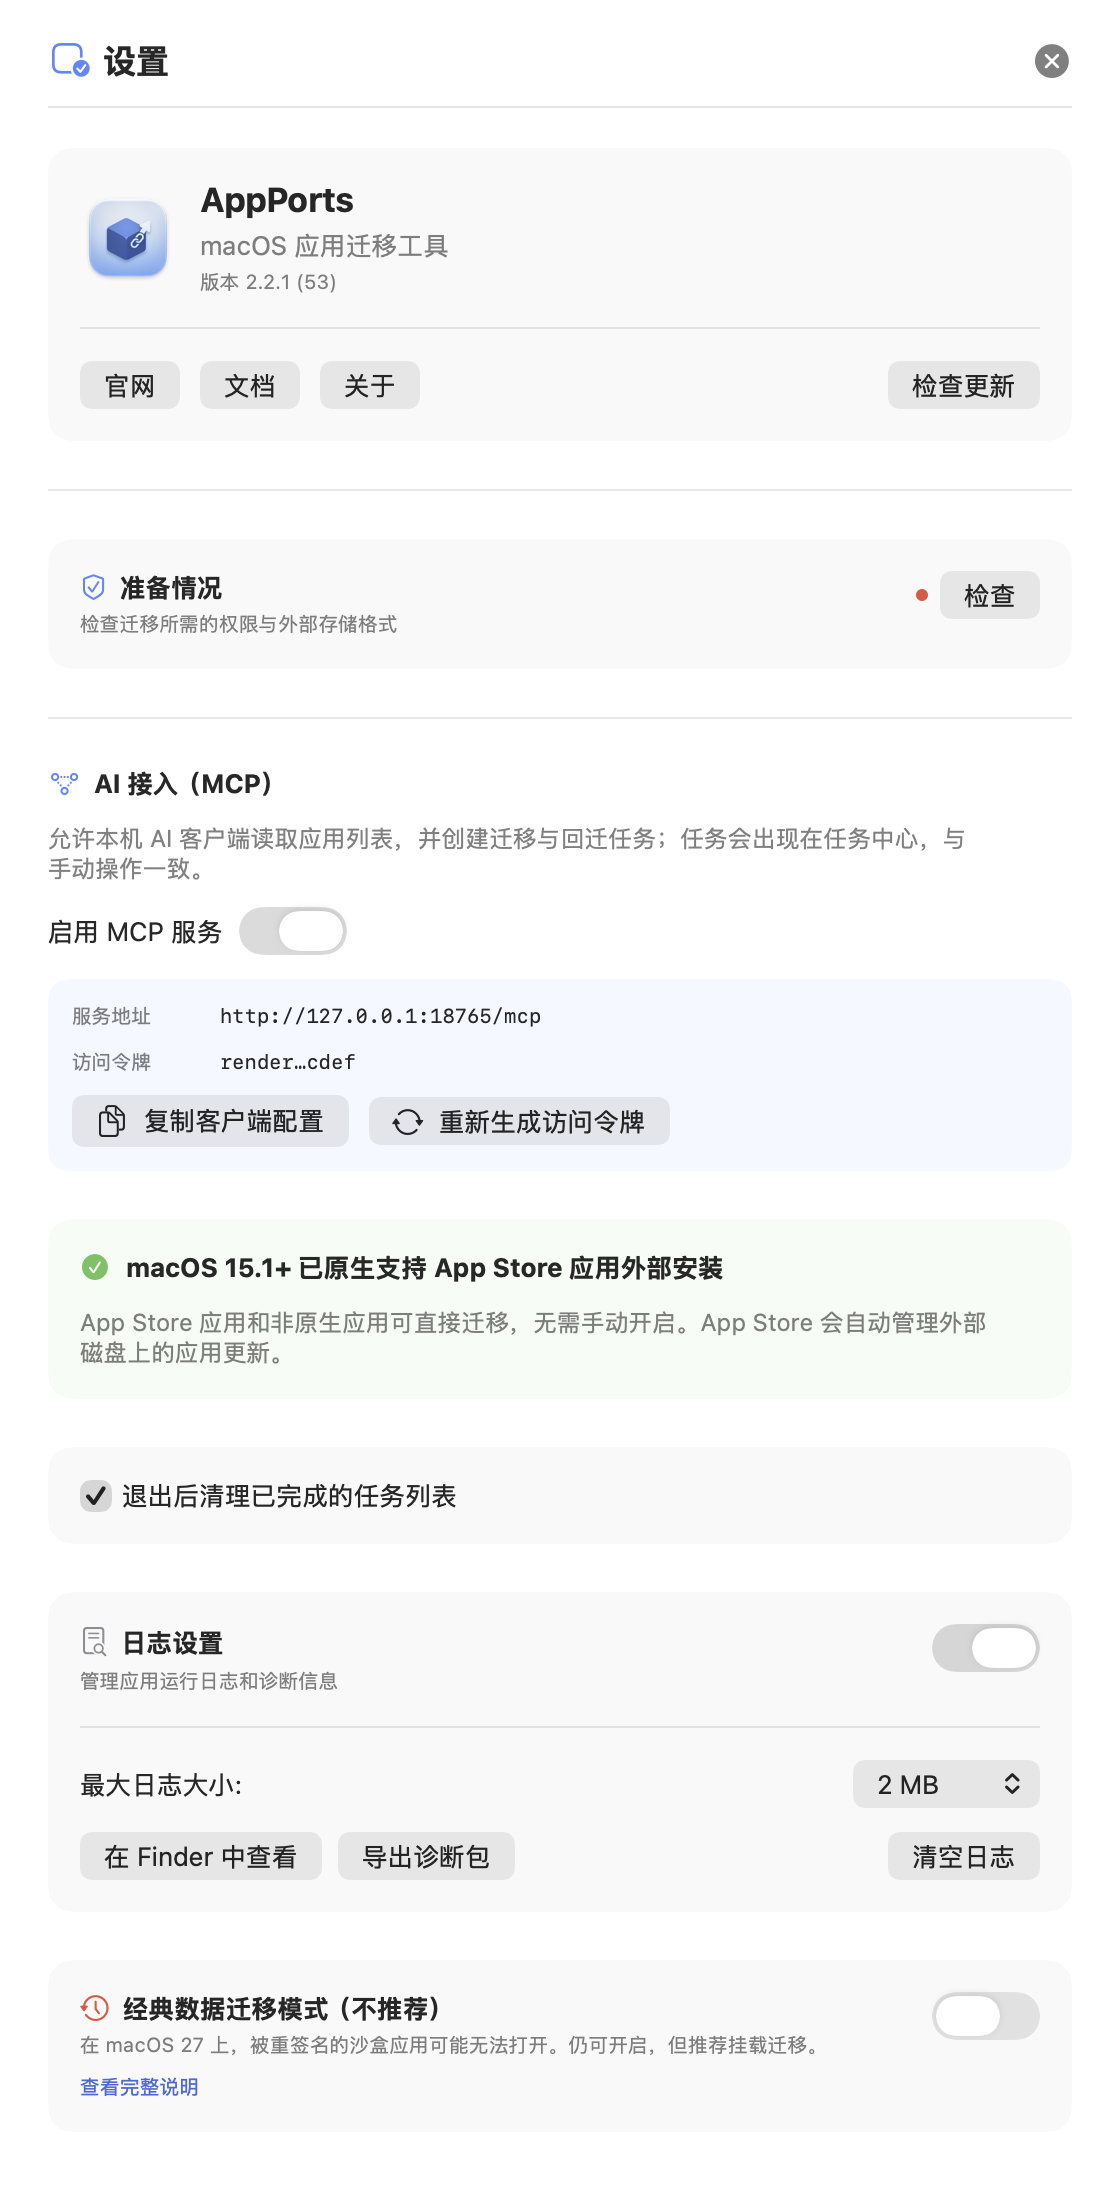 设置
AppPorts
macOS 应用迁移工具
版本 2.2.1 (53)
官网 文档 关于 检查更新
准备情况
检查
检查迁移所需的权限与外部存储格式
AI 接入（MCP）
允许本机 AI 客户端读取应用列表，并创建迁移与回迁任务；任务会出现在任务中心，与
手动操作一致。
启用 MCP 服务
服务地址 http://127.0.0.1:18765/mcp
访问令牌 render…cdef
复制客户端配置 重新生成访问令牌
macOS 15.1+ 已原生支持 App Store 应用外部安装
App Store 应用和非原生应用可直接迁移，无需手动开启。App Store 会自动管理外部
磁盘上的应用更新。
退出后清理已完成的任务列表
日志设置
管理应用运行日志和诊断信息
最大日志大小: 2 MB
在 Finder 中查看 导出诊断包 清空日志
经典数据迁移模式（不推荐）
在 macOS 27 上，被重签名的沙盒应用可能无法打开。仍可开启，但推荐挂载迁移。
查看完整说明